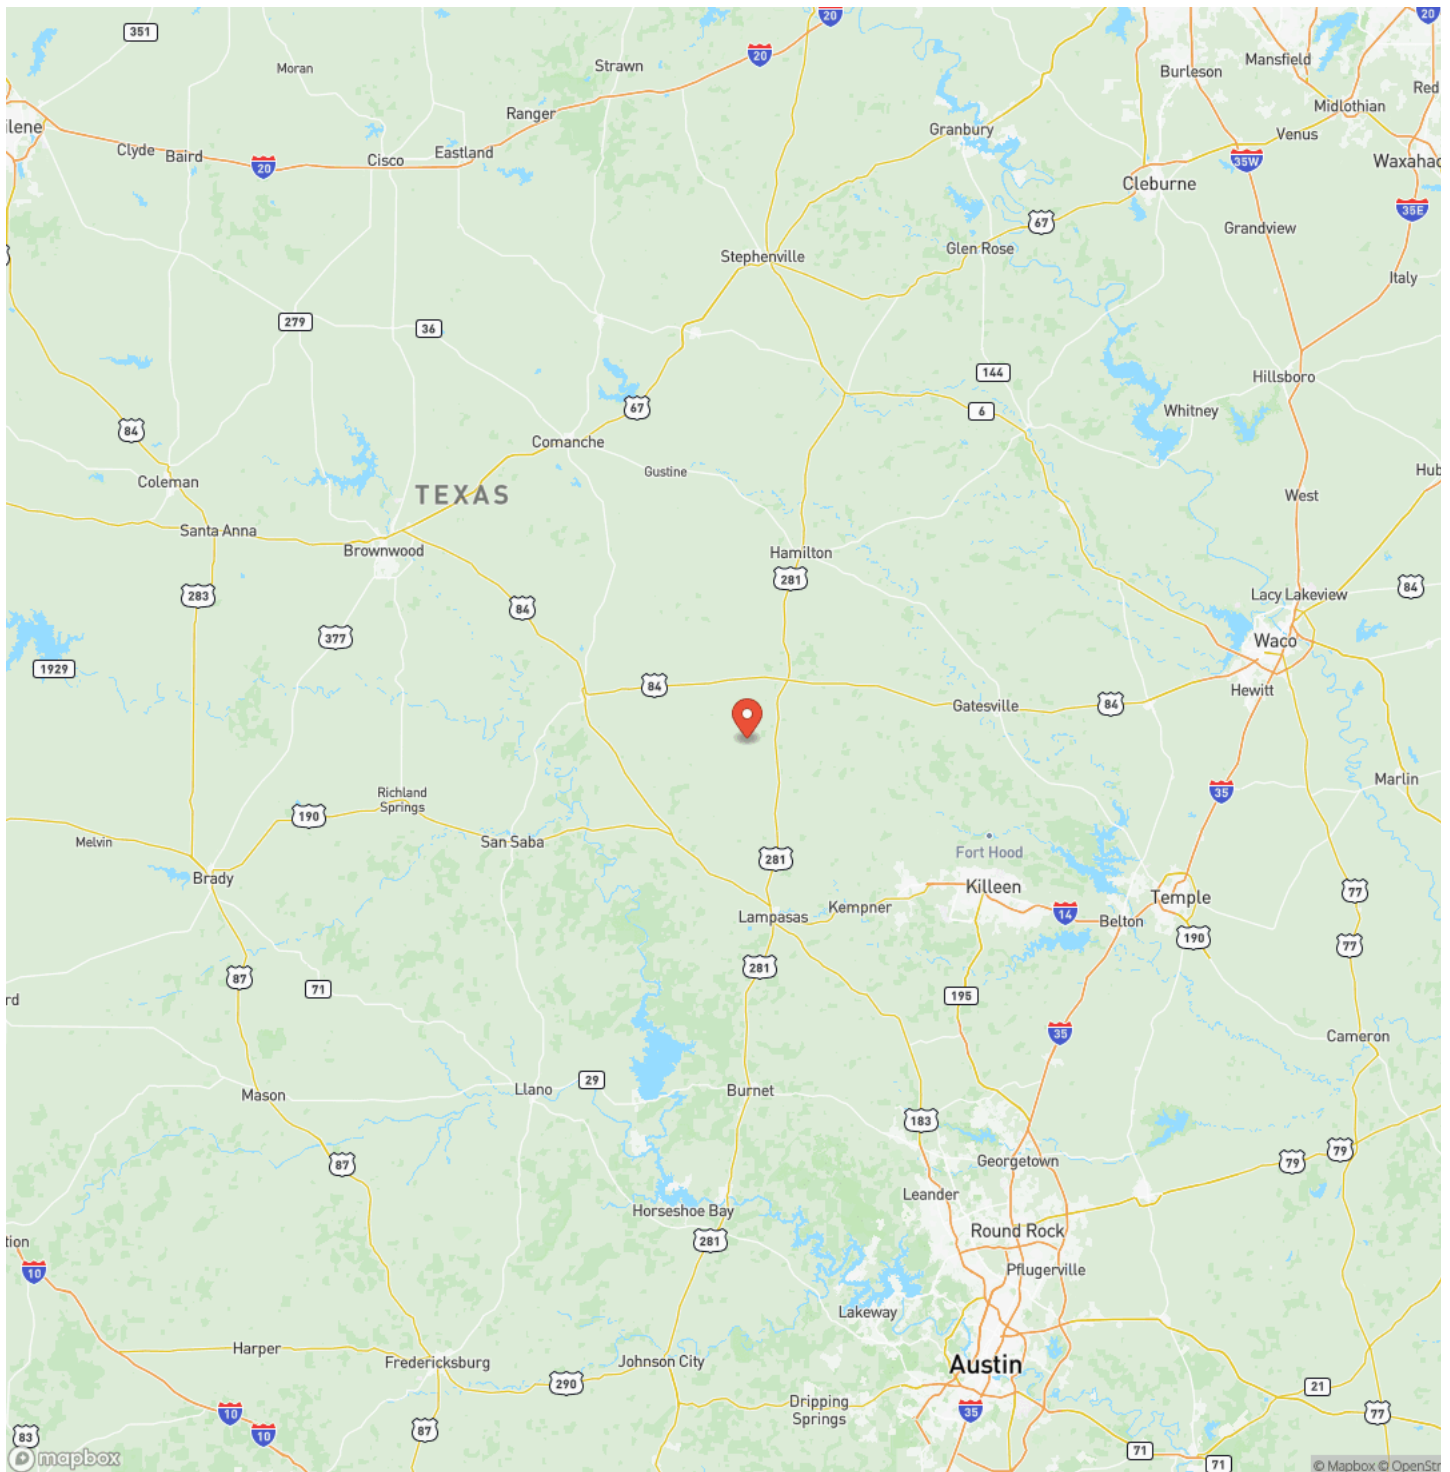 20
20
351
20
Mansfield
Strawn
Moran
Burleson
Red
Midlothian
Ranger
ilene
Granbury
Venus
Clyde
Baird
Cisco
Eastland
35W
Waxahac
20
Cleburne
35E
67
Grandview
Glen Rose
Stephenville
Italy
279
36
144
Hillsboro
67
6
Whitney
84
Comanche
Gustine
Hub
Coleman
TEXAS
West
Santa Anna
Brownwood
Hamilton
281
84
283
84
Lacy Lakeview
377
Waco
1929
84
Hewitt
Gatesville
84
Marlin
Richland
Springs
35
190
Melvin
San Saba
281
Fort Hood
Brady
Killeen
77
Temple
Kempner
14
Lampasas
Belton
190
77
281
87
71
195
rd
35
Cameron
29
Llano
Burnet
Mason
183
79
87
79
Georgetown
Leander
Horseshoe Bay
Round Rock
281
tion
10
Pflugerville
Lakeway
Harper
Fredericksburg
Johnson City
Austin
290
21
Dripping
Springs
10
35
77
87
83
10
71
71
mapbox
© Mapbox © OpenStr